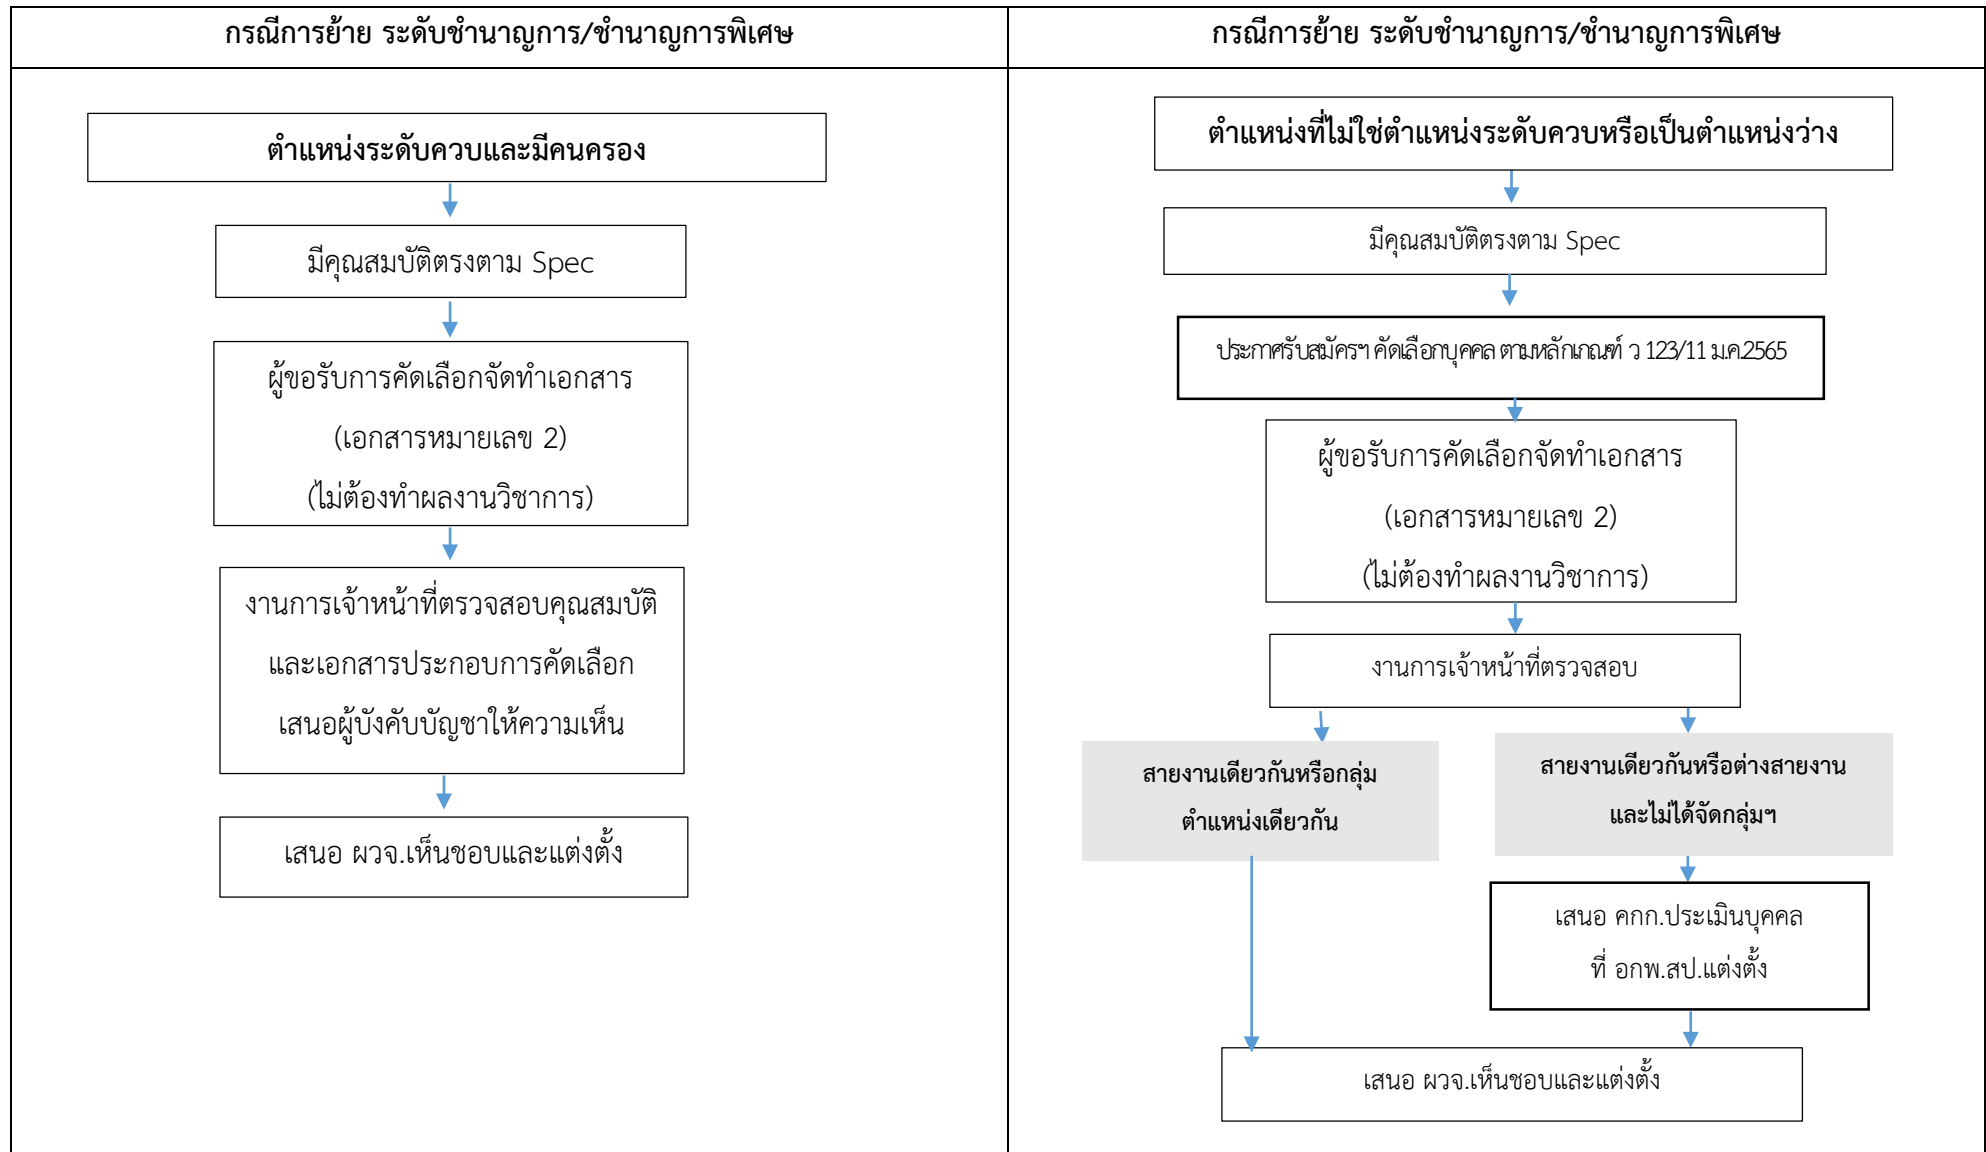 กรณีการย้าย ระดับชำนาญการ/ชำนาญการพิเศษ
ตำแหน่งระดับควบและมีคนครอง
มีคุณสมบัติตรงตาม Spec
ผู้ขอรับการคัดเลือกจัดทำเอกสาร
(เอกสารหมายเลข 2)
(ไม่ต้องทำผลงานวิชาการ)
งานการเจ้าหน้าที่ตรวจสอบคุณสมบัติ
และเอกสารประกอบการคัดเลือก
เสนอผู้บังคับบัญชาให้ความเห็น
เสนอ ผวจ.เห็นชอบและแต่งตั้ง
กรณีการย้าย ระดับชำนาญการ/ชำนาญการพิเศษ
ตำแหน่งที่ไม่ใช่ตำแหน่งระดับควบหรือเป็นตำแหน่งว่าง
มีคุณสมบัติตรงตาม Spec
ประกาศรับสมัครฯ คัดเลือกบุคคล ตามหลักเกณฑ์ ว 123/11 ม.ค.2565
ผู้ขอรับการคัดเลือกจัดทำเอกสาร
(เอกสารหมายเลข 2)
(ไม่ต้องทำผลงานวิชาการ)
งานการเจ้าหน้าที่ตรวจสอบ
สายงานเดียวกันหรือกลุ่ม
ตำแหน่งเดียวกัน
สายงานเดียวกันหรือต่างสายงาน
และไม่ได้จัดกลุ่มฯ
เสนอ คกก.ประเมินบุคคล
ที่ อกพ.สป.แต่งตั้ง
เสนอ ผวจ.เห็นชอบและแต่งตั้ง